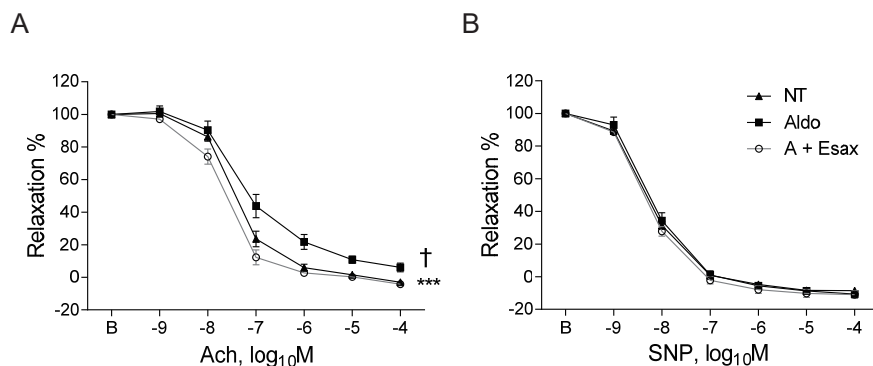 A
120
100
80
60
40
20
0
-20
Relaxation %
B -9 -8 -7 -6 -5 -4
Ach, log₁₀M
†
***
B
120
100
80
60
40
20
0
-20
Relaxation %
B -9 -8 -7 -6 -5 -4
SNP, log₁₀M
NT
Aldo
A + Esax